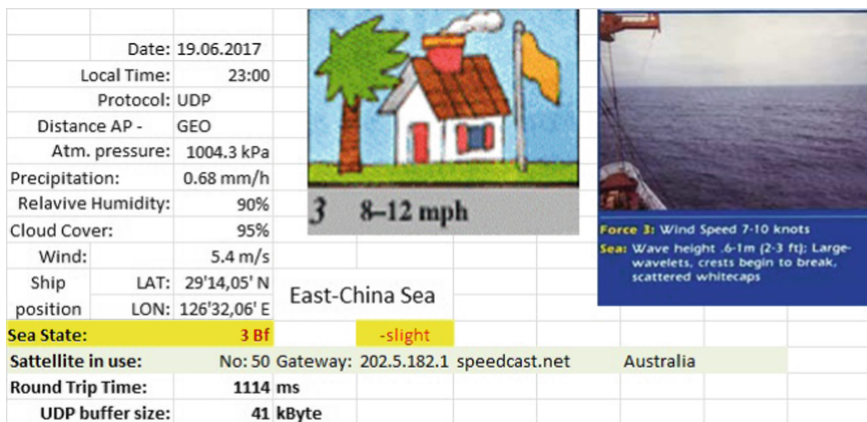 Date: 19.06.2017
Local Time: 23:00
Protocol: UDP
Distance AP - GEO
Atm. pressure: 1004.3 kPa
Precipitation: 0.68 mm/h
Relavive Humidity: 90%
Cloud Cover: 95%
Wind: 5.4 m/s
Ship position
LAT: 29'14,05' N
LON: 126'32,06' E
3 8–12 mph
Force 3: Wind Speed 7-10 knots
Sea: Wave height .6-1m (2-3 ft); Large-
wavelets, crests begin to break,
scattered whitecaps
East-China Sea
Sea State: 3 Bf -slight
Sattellite in use: No: 50 Gateway: 202.5.182.1 speedcast.net Australia
Round Trip Time: 1114 ms
UDP buffer size: 41 kByte